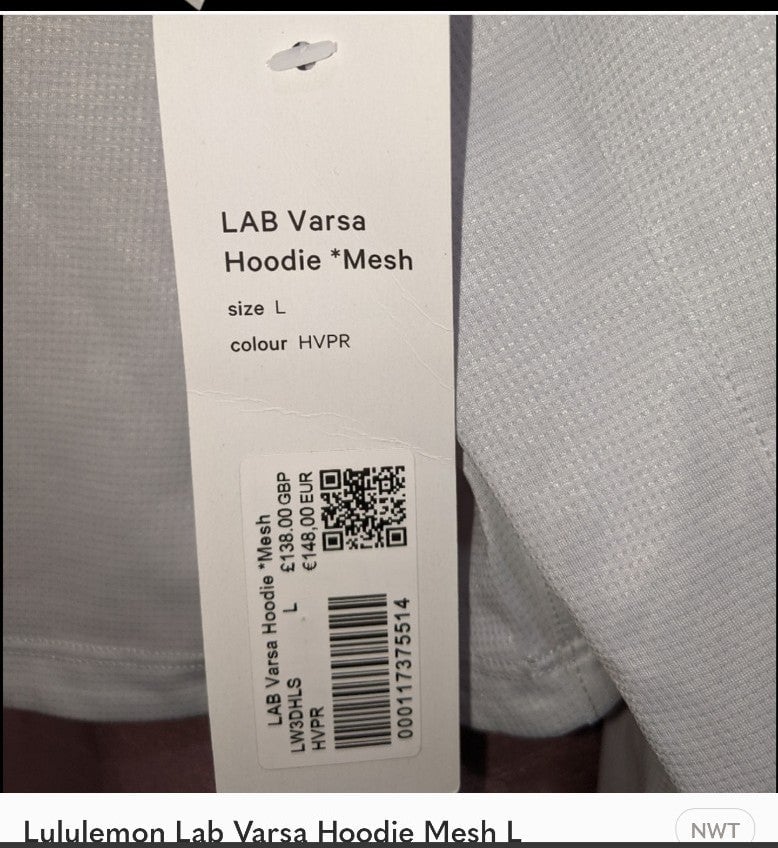 LAB Varsa
Hoodie *Mesh
size L
colour HVPR
LAB Varsa Hoodie *Mesh
LW3DHLS L £138.00 GBP
HVPR €148,00 EUR
0001173755514
Lululemon Lab Varsa Hoodie Mesh L
NWT